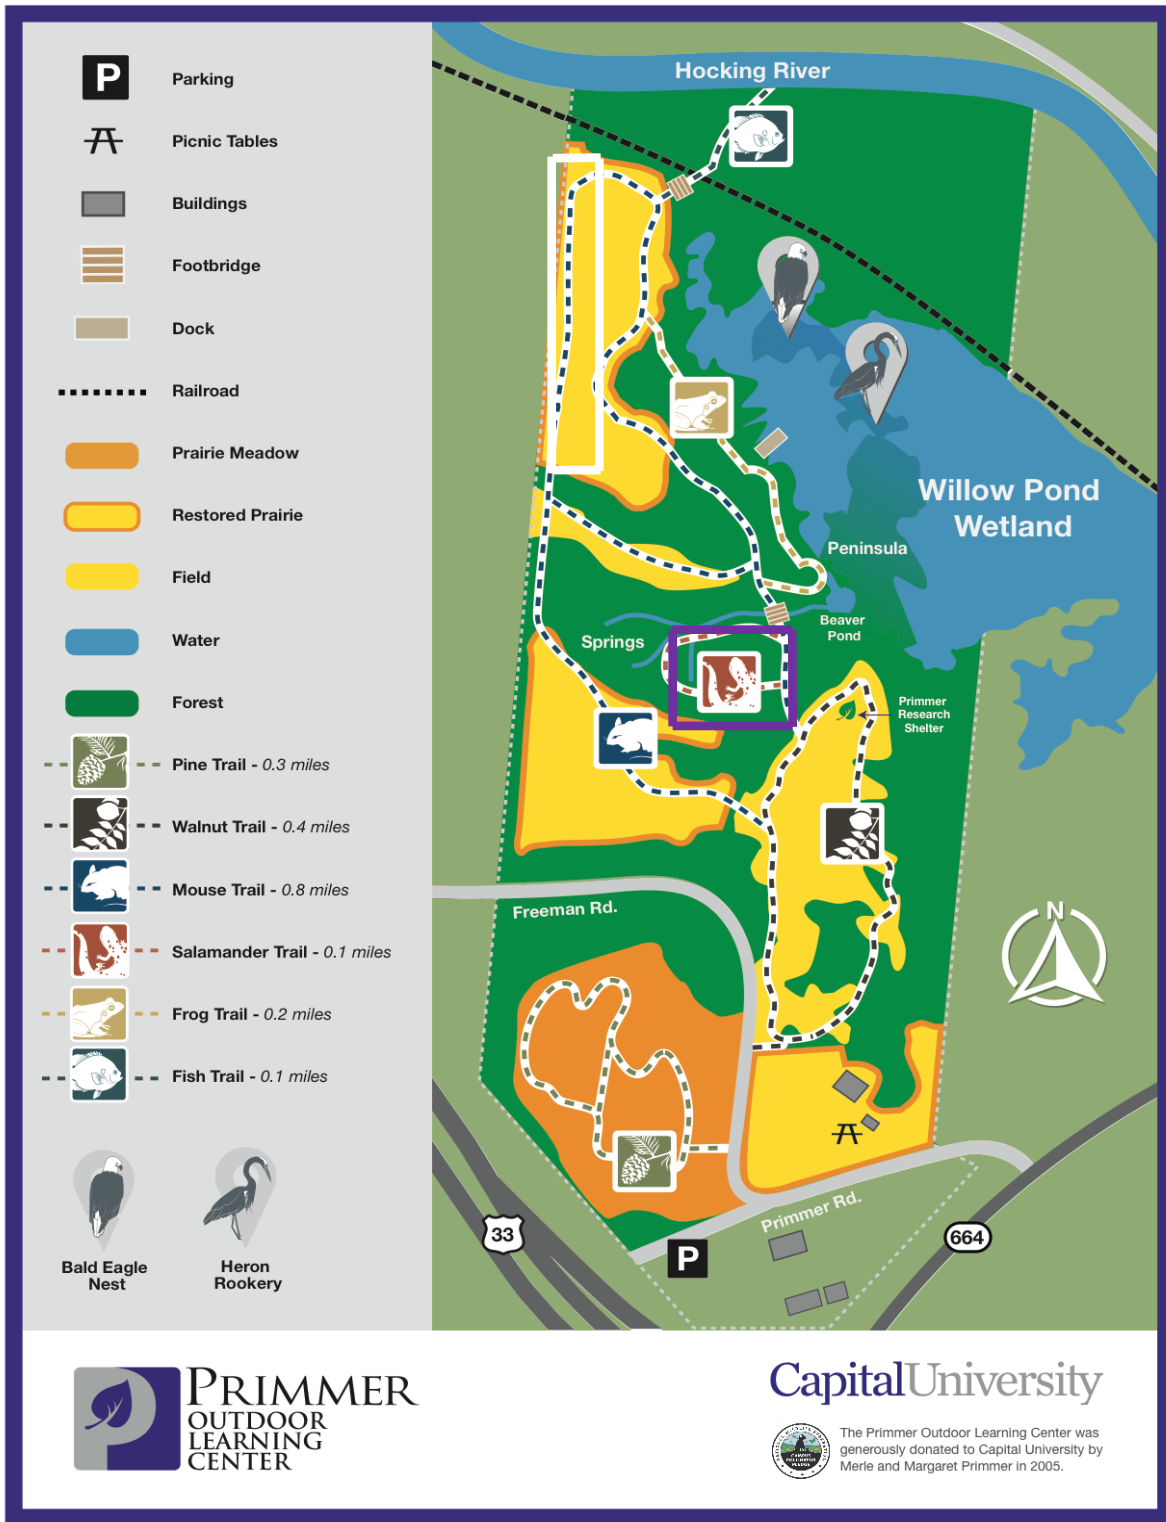 P
Parking
Picnic Tables
Buildings
Footbridge
Dock
Railroad
Prairie Meadow
Restored Prairie
Field
Water
Forest
Pine Trail - 0.3 miles
Walnut Trail - 0.4 miles
Mouse Trail - 0.8 miles
Salamander Trail - 0.1 miles
Frog Trail - 0.2 miles
Fish Trail - 0.1 miles
Bald Eagle
Nest
Heron
Rookery
Hocking River
Willow Pond
Wetland
Peninsula
Beaver
Pond
Springs
Primmer
Research
Shelter
Freeman Rd.
N
Primmer Rd.
33
664
P
PRIMMER
OUTDOOR
LEARNING
CENTER
CapitalUniversity
The Primmer Outdoor Learning Center was
generously donated to Capital University by
Merle and Margaret Primmer in 2005.